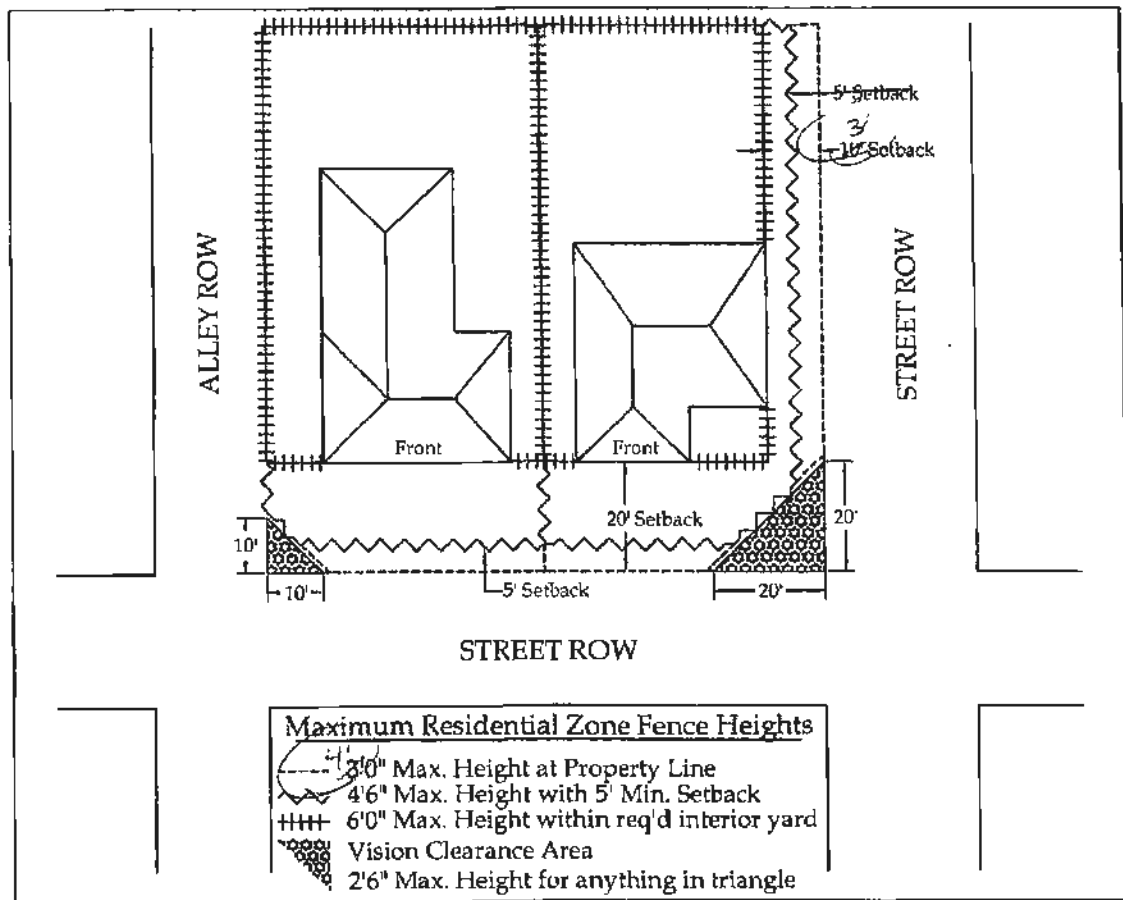 5' Setback
3'
10' Setback
ALLEY ROW
STREET ROW
Front
Front
20' Setback
20'
10'
10'
5' Setback
20'
STREET ROW
Maximum Residential Zone Fence Heights
3'0" Max. Height at Property Line
4'6" Max. Height with 5' Min. Setback
6'0" Max. Height within req'd interior yard
Vision Clearance Area
2'6" Max. Height for anything in triangle